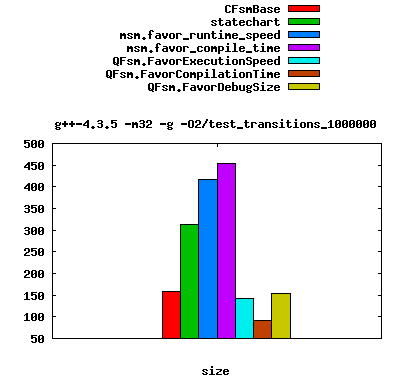 CFsmBase
statechart
msm.favor_runtime_speed
msm.favor_compile_time
QFsm.FavorExecutionSpeed
QFsm.FavorCompilationTime
QFsm.FavorDebugSize
g++-4.3.5 -m32 -g -O2/test_transitions_1000000
500
450
400
350
300
250
200
150
100
50
size